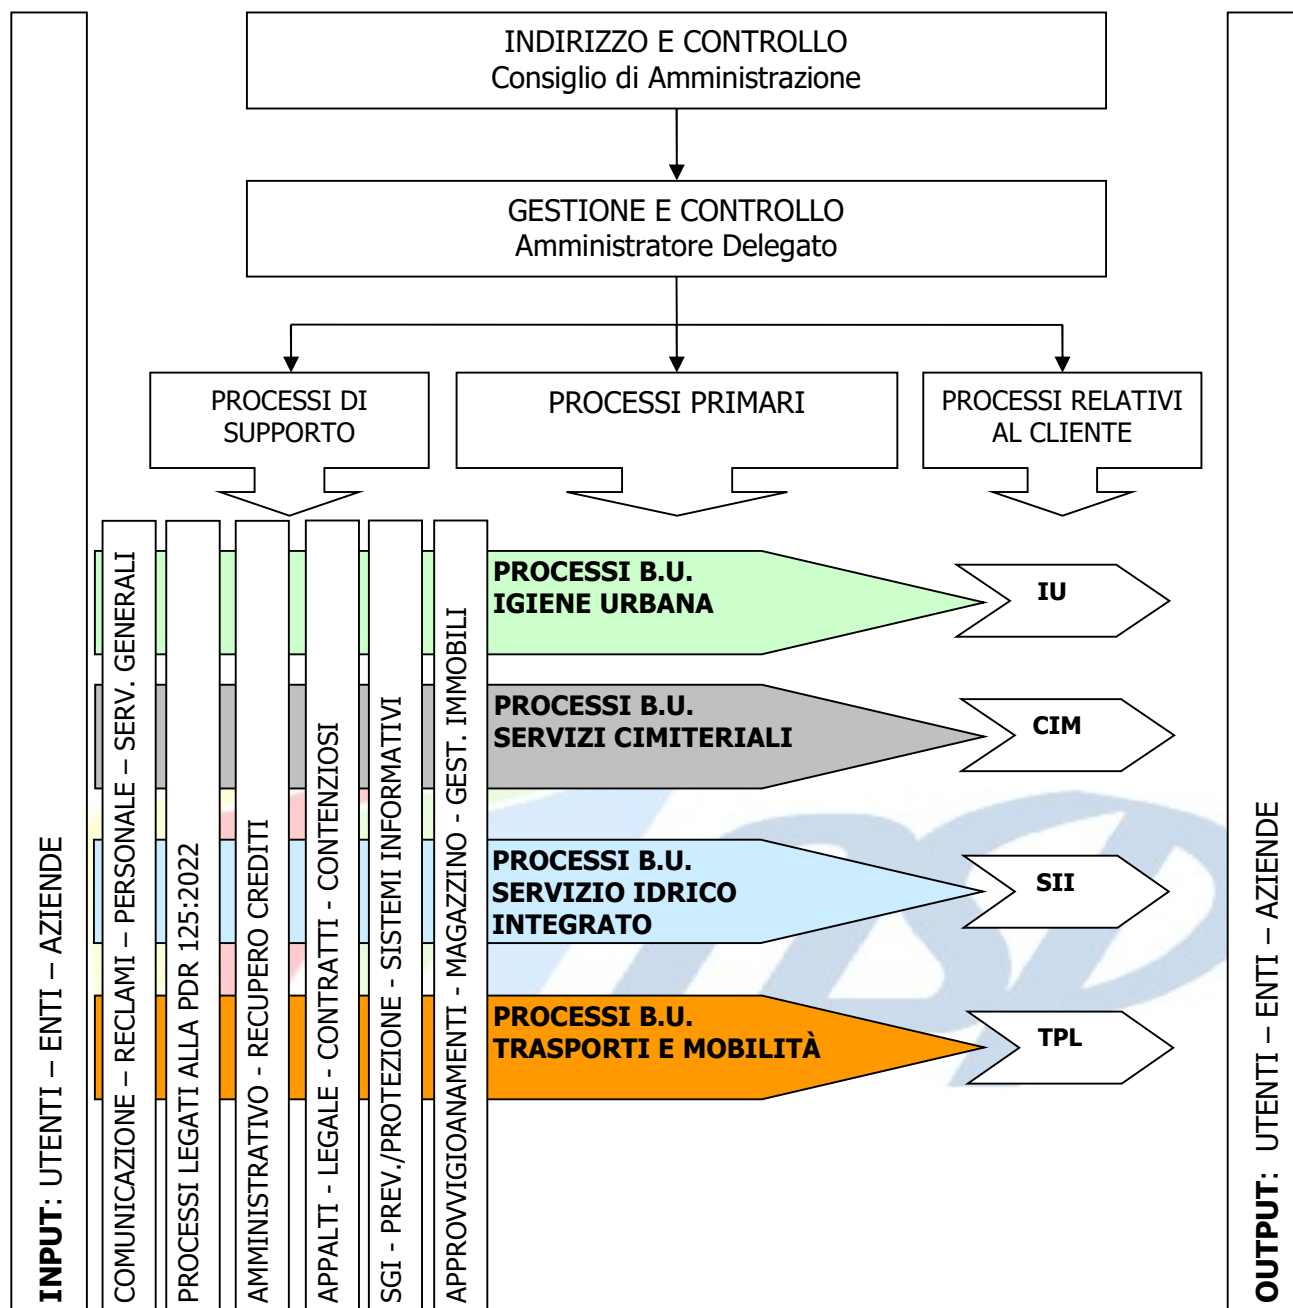 INDIRIZZO E CONTROLLO
Consiglio di Amministrazione
GESTIONE E CONTROLLO
Amministratore Delegato
PROCESSI DI
SUPPORTO
PROCESSI PRIMARI
PROCESSI RELATIVI
AL CLIENTE
INPUT: UTENTI – ENTI – AZIENDE
COMUNICAZIONE – RECLAMI – PERSONALE – SERV. GENERALI
PROCESSI LEGATI ALLA PDR 125:2022
AMMINISTRATIVO - RECUPERO CREDITI
APPALTI - LEGALE - CONTRATTI - CONTENZIOSI
SGI - PREV./PROTEZIONE - SISTEMI INFORMATIVI
APPROVVIGIOANAMENTI - MAGAZZINO - GEST. IMMOBILI
PROCESSI B.U.
IGIENE URBANA
IU
PROCESSI B.U.
SERVIZI CIMITERIALI
CIM
PROCESSI B.U.
SERVIZIO IDRICO
INTEGRATO
SII
PROCESSI B.U.
TRASPORTI E MOBILITÀ
TPL
OUTPUT: UTENTI – ENTI – AZIENDE